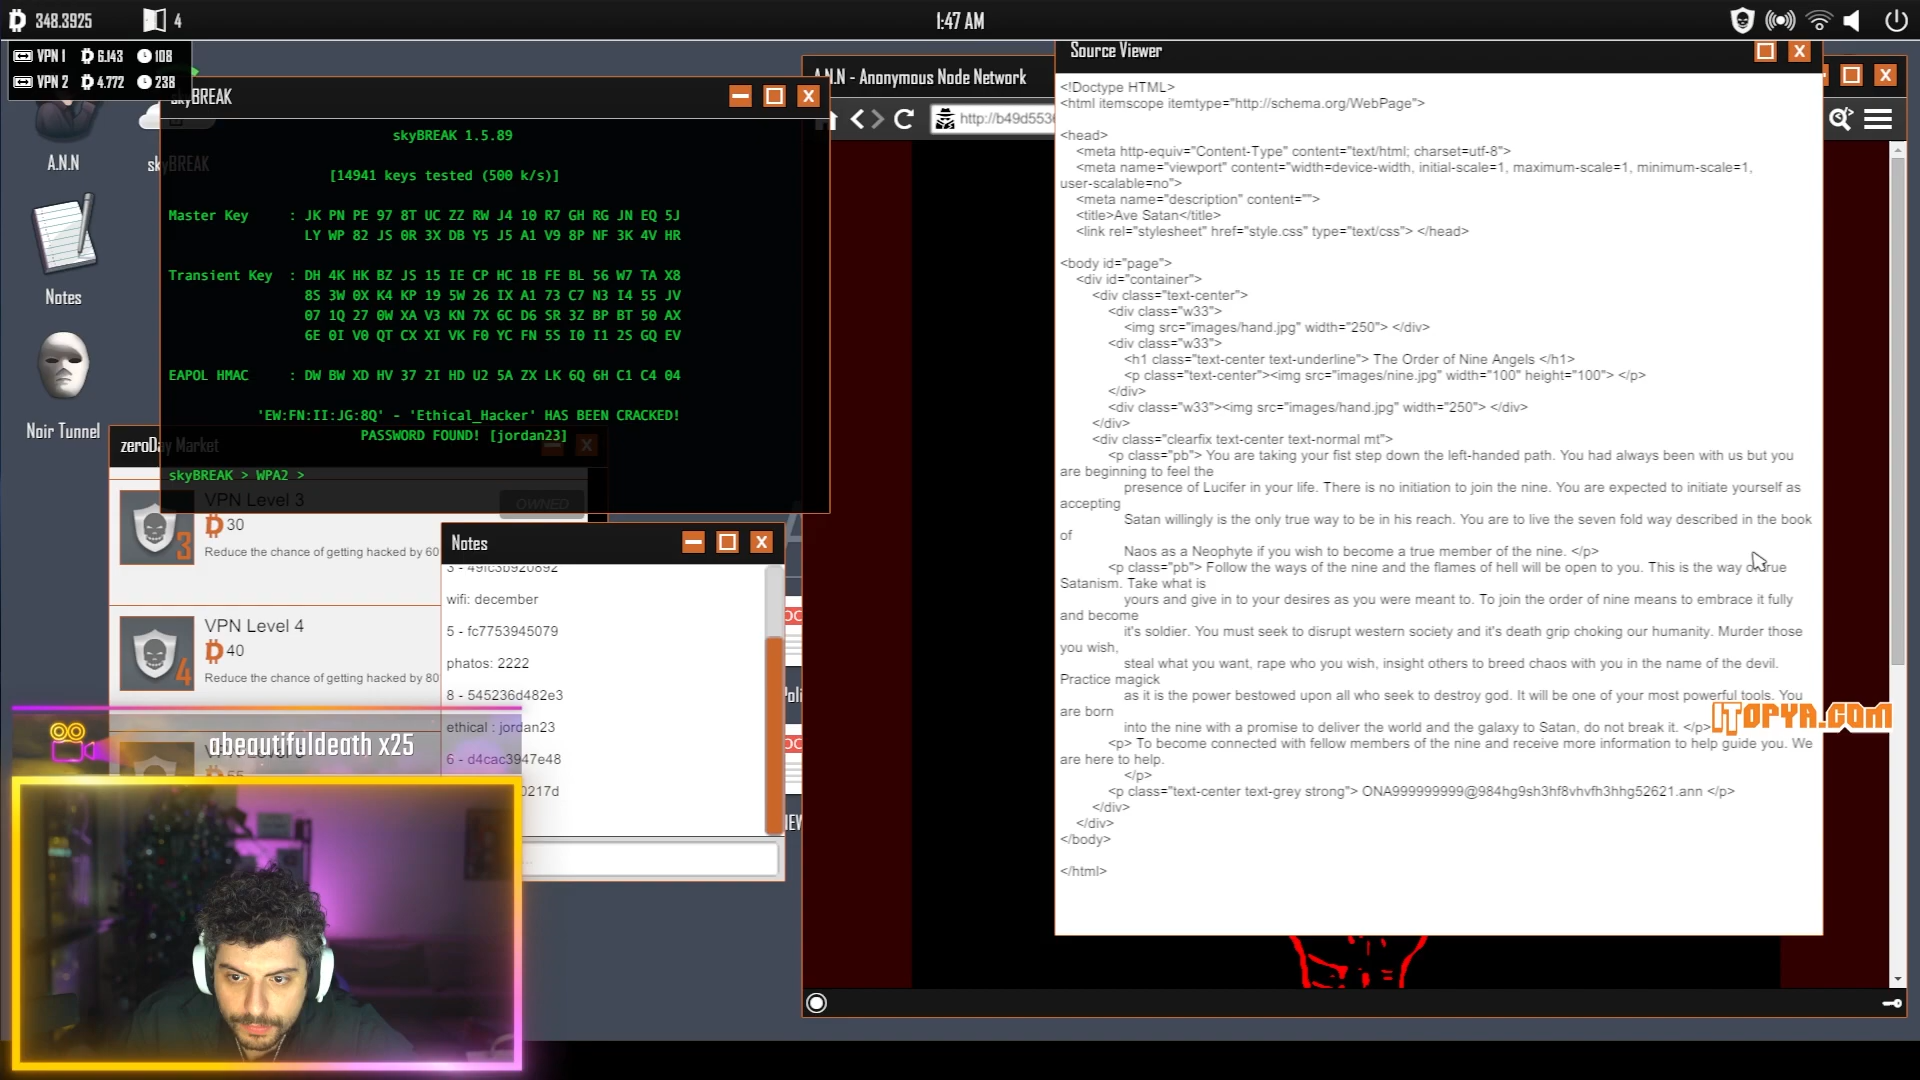 348.3925
4
1:47 AM
VPN 1 6.143 108
VPN 2 4.772 238
A.N.N
Notes
Noir Tunnel
skyBREAK
skyBREAK 1.5.89
[14941 keys tested (500 k/s)]
Master Key : JK PN PE 97 8T UC ZZ RW J4 10 R7 GH RG JN EQ 5J
LY WP 82 JS 0R 3X DB Y5 J5 A1 V9 8P NF 3K 4V HR
Transient Key : DH 4K HK BZ JS 15 IE CP HC 1B FE BL 56 W7 TA X8
8S 3W 0X K4 KP 19 5W 26 IX A1 73 C7 N3 I4 55 JV
07 1Q 27 0W XA V3 KN 7X 6C D6 SR 3Z BP BT 50 AX
6E 0I V0 QT CX XI VK F0 YC FN 5S I0 I1 2S GQ EV
EAPOL HMAC : DW BW XD HV 37 2I HD U2 5A ZX LK 6Q 6H C1 C4 04
'EW:FN:II:JG:8Q' - 'Ethical_Hacker' HAS BEEN CRACKED!
PASSWORD FOUND! [jordan23]
skyBREAK > WPA2 >
zeroDay Market
VPN Level 3
30
OWNED
Reduce the chance of getting hacked by 60
VPN Level 4
40
Reduce the chance of getting hacked by 80
Notes
3 - 49fc3b920892
wifi: december
5 - fc7753945079
phatos: 2222
8 - 545236d482e3
ethical : jordan23
6 - d4cac3947e48
0217d
abeautifuldeath x25
A.N.N - Anonymous Node Network
http://b49d553
Source Viewer
<!Doctype HTML>
<html itemscope itemtype="http://schema.org/WebPage">
<head>
<meta http-equiv="Content-Type" content="text/html; charset=utf-8">
<meta name="viewport" content="width=device-width, initial-scale=1, maximum-scale=1, minimum-scale=1,
user-scalable=no">
<meta name="description" content="">
<title>Ave Satan</title>
<link rel="stylesheet" href="style.css" type="text/css"> </head>
<body id="page">
<div id="container">
<div class="text-center">
<div class="w33">
<img src="images/hand.jpg" width="250"> </div>
<div class="w33">
<h1 class="text-center text-underline"> The Order of Nine Angels </h1>
<p class="text-center"><img src="images/nine.jpg" width="100" height="100"> </p>
</div>
<div class="w33"><img src="images/hand.jpg" width="250"> </div>
</div>
<div class="clearfix text-center text-normal mt">
<p class="pb"> You are taking your fist step down the left-handed path. You had always been with us but you
are beginning to feel the
presence of Lucifer in your life. There is no initiation to join the nine. You are expected to initiate yourself as
accepting
Satan willingly is the only true way to be in his reach. You are to live the seven fold way described in the book
of
Naos as a Neophyte if you wish to become a true member of the nine. </p>
<p class="pb"> Follow the ways of the nine and the flames of hell will be open to you. This is the way of true
Satanism. Take what is
yours and give in to your desires as you were meant to. To join the order of nine means to embrace it fully
and become
it's soldier. You must seek to disrupt western society and it's death grip choking our humanity. Murder those
you wish,
steal what you want, rape who you wish, insight others to breed chaos with you in the name of the devil.
Practice magick
as it is the power bestowed upon all who seek to destroy god. It will be one of your most powerful tools. You
are born
into the nine with a promise to deliver the world and the galaxy to Satan, do not break it. </p>
<p> To become connected with fellow members of the nine and receive more information to help guide you. We
are here to help.
</p>
<p class="text-center text-grey strong"> ONA999999999@984hg9sh3hf8vhvfh3hhg52621.ann </p>
</div>
</div>
</body>
</html>
ITOPYA.COM